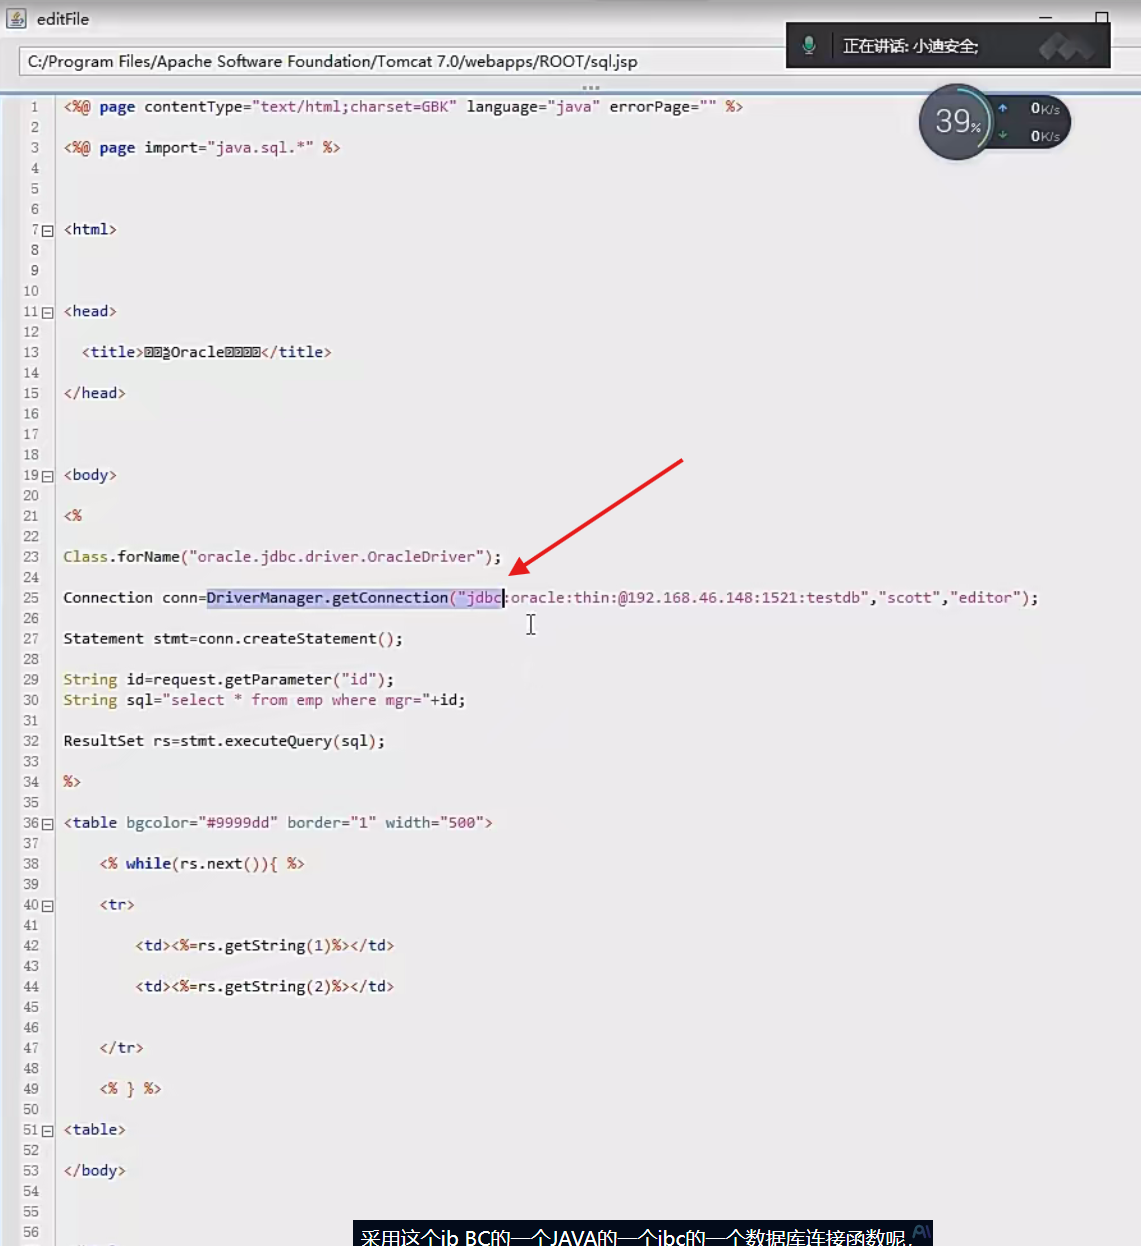 editFile
正在讲话: 小迪安全;
C:/Program Files/Apache Software Foundation/Tomcat 7.0/webapps/ROOT/sql.jsp
39%
0K/s
0K/s
1 <%@ page contentType="text/html;charset=GBK" language="java" errorPage="" %>
2
3 <%@ page import="java.sql.*" %>
4
5
6
7 <html>
8
9
10
11 <head>
12
13 <title>Oracle</title>
14
15 </head>
16
17
18
19 <body>
20
21 <%
22
23 Class.forName("oracle.jdbc.driver.OracleDriver");
24
25 Connection conn=DriverManager.getConnection("jdbc:oracle:thin:@192.168.46.148:1521:testdb","scott","editor");
26
27 Statement stmt=conn.createStatement();
28
29 String id=request.getParameter("id");
30 String sql="select * from emp where mgr="+id;
31
32 ResultSet rs=stmt.executeQuery(sql);
33
34 %>
35
36 <table bgcolor="#9999dd" border="1" width="500">
37
38 <% while(rs.next()){ %>
39
40 <tr>
41
42 <td><%=rs.getString(1)%></td>
43
44 <td><%=rs.getString(2)%></td>
45
46
47 </tr>
48
49 <% } %>
50
51 <table>
52
53 </body>
54
55
56
采用这个jb BC的一个JAVA的一个jbc的一个数据库连接函数呢,
AI